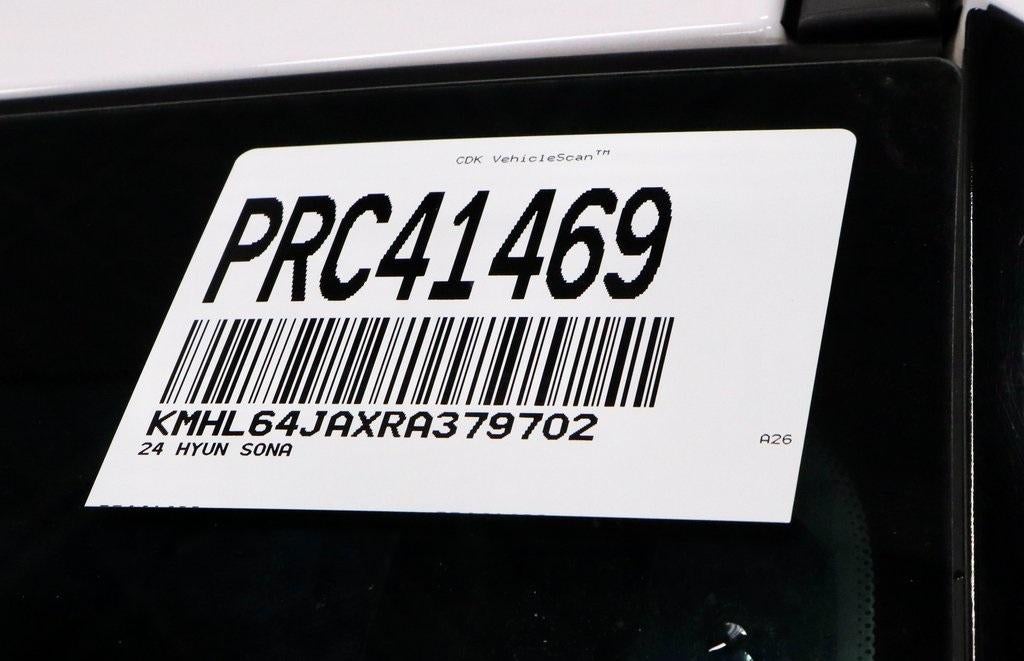 CDK VehicleScan™
PRC41469
KMHL64JAXRA379702
24 HYUN SONA
A26